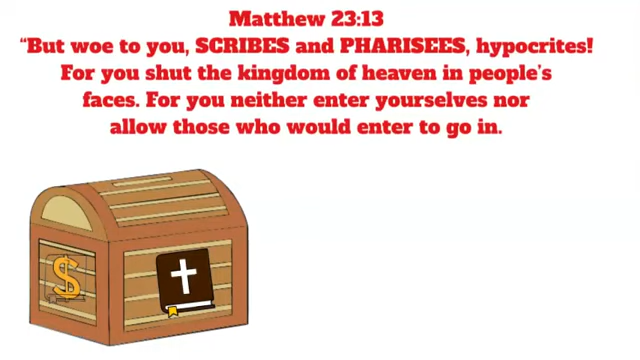 Matthew 23:13
“But woe to you, SCRIBES and PHARISEES, hypocrites!
For you shut the kingdom of heaven in people's
faces. For you neither enter yourselves nor
allow those who would enter to go in.
$